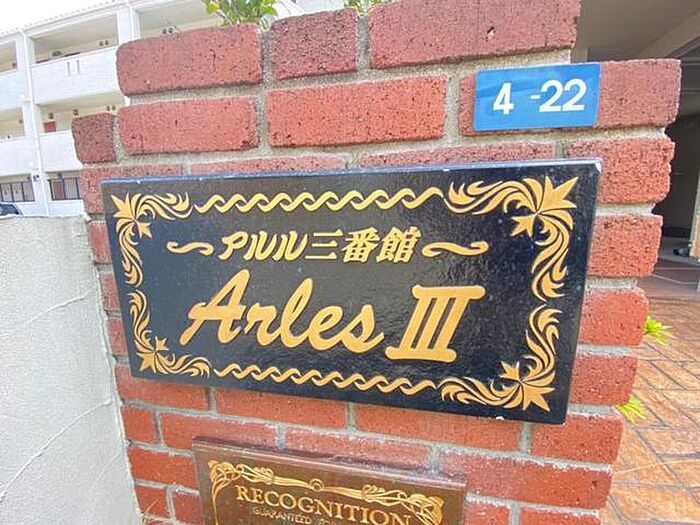 4-22
〜アルル三番館〜
Arles III
RECOGNITION
GUARANTEED